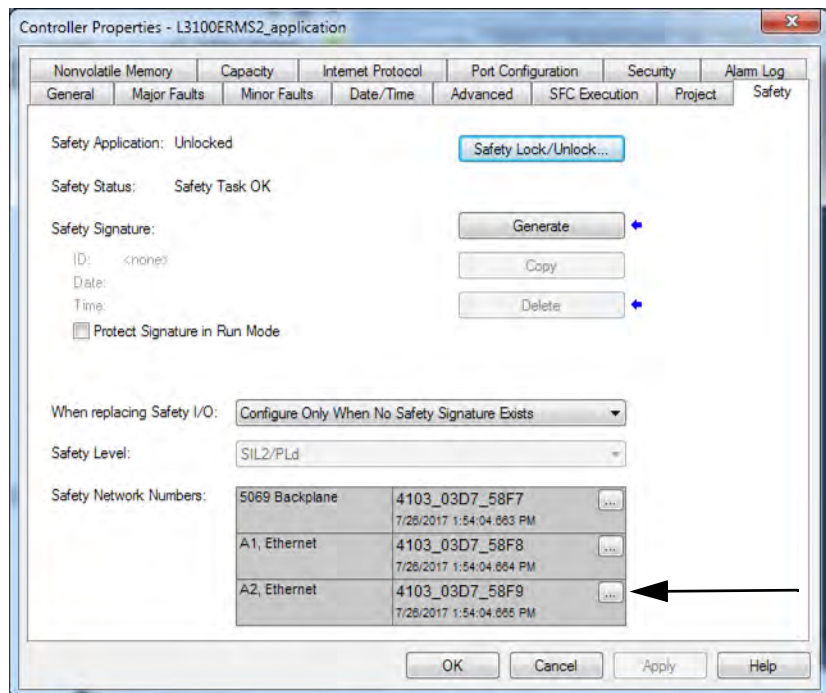 Controller Properties - L3100ERMS2_application
Nonvolatile Memory Capacity Internet Protocol Port Configuration Security Alarm Log
General Major Faults Minor Faults Date/Time Advanced SFC Execution Project Safety
Safety Application: Unlocked Safety Lock/Unlock...
Safety Status: Safety Task OK
Safety Signature: Generate
ID: <none> Copy
Date:
Time: Delete
Protect Signature in Run Mode
When replacing Safety I/O: Configure Only When No Safety Signature Exists
Safety Level: SIL2/PLd
Safety Network Numbers: 5069 Backplane 4103_03D7_58F7 ...
7/26/2017 1:54:04.663 PM
A1, Ethernet 4103_03D7_58F8 ...
7/26/2017 1:54:04.664 PM
A2, Ethernet 4103_03D7_58F9 ...
7/26/2017 1:54:04.665 PM
OK Cancel Apply Help